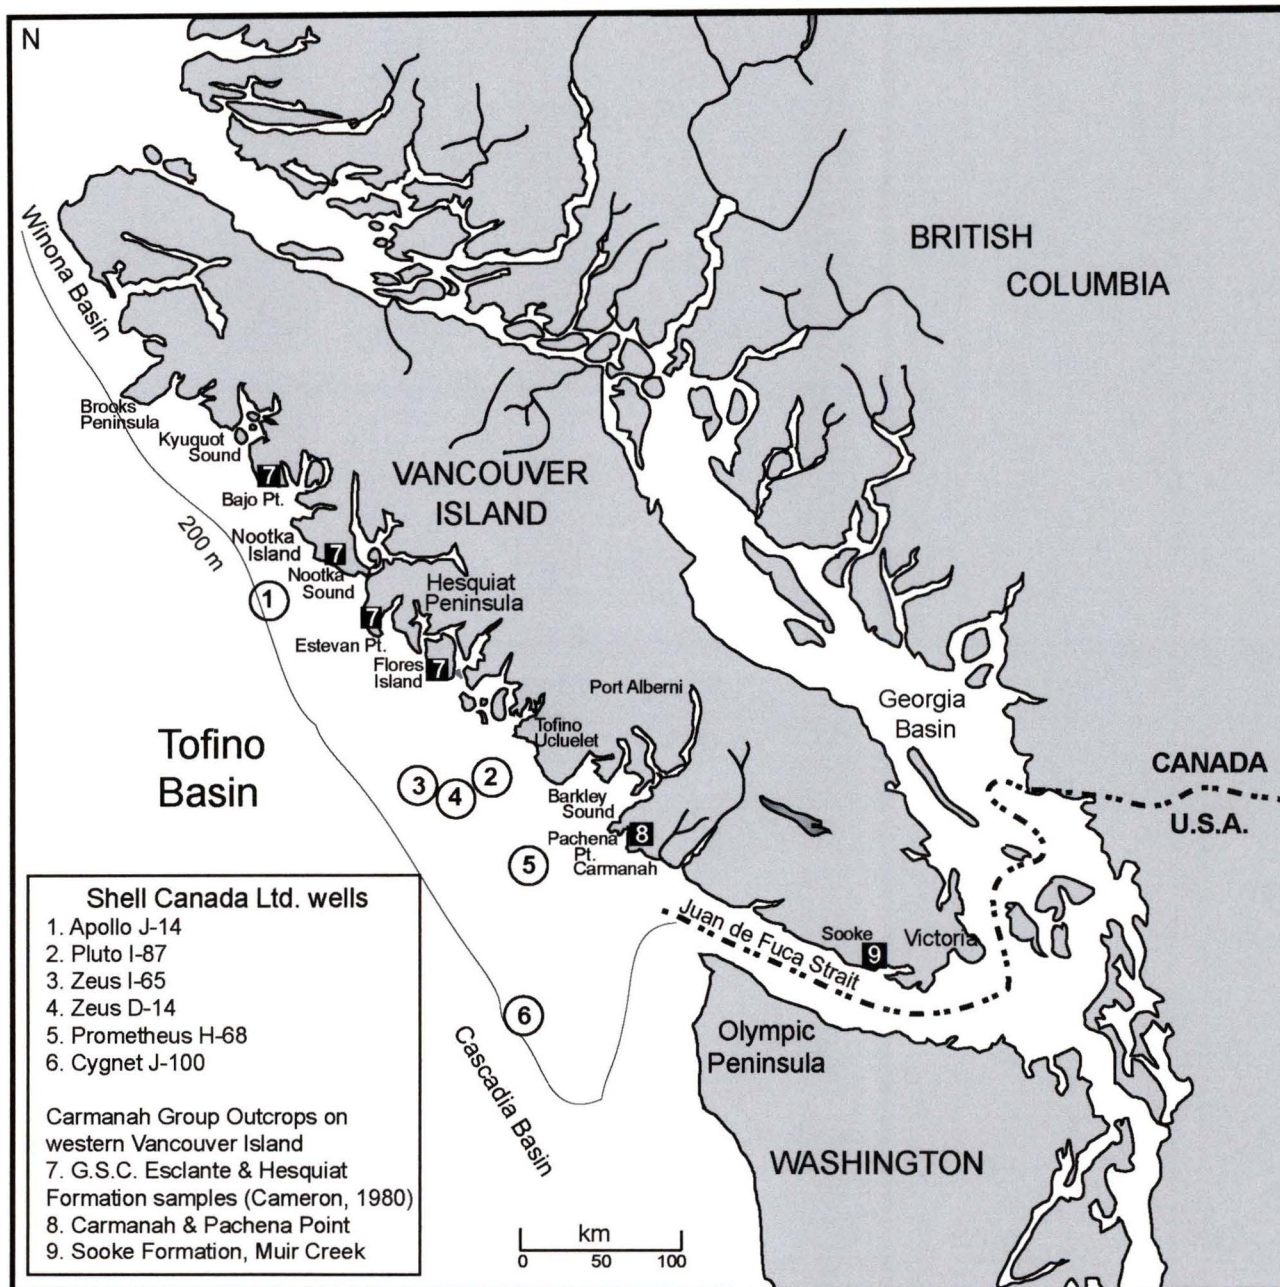 N
BRITISH
COLUMBIA
Winona Basin
Brooks
Peninsula
Kyuquot
Sound
7
Bajo Pt.
VANCOUVER
ISLAND
200 m
Nootka
Island
7
Nootka
Sound
1
Hesquiat
Peninsula
7
Estevan Pt.
Flores
Island
7
Port Alberni
Georgia
Basin
Tofino
Ucluelet
Tofino
Basin
CANADA
U.S.A.
3
4
2
Barkley
Sound
8
Pachena
Pt.
Carmanah
5
Juan de Fuca Strait
Sooke
9
Victoria
6
Cascadia Basin
Olympic
Peninsula
WASHINGTON
Shell Canada Ltd. wells
1. Apollo J-14
2. Pluto I-87
3. Zeus I-65
4. Zeus D-14
5. Prometheus H-68
6. Cygnet J-100
Carmanah Group Outcrops on
western Vancouver Island
7. G.S.C. Esclante & Hesquiat
Formation samples (Cameron, 1980)
8. Carmanah & Pachena Point
9. Sooke Formation, Muir Creek
km
0 50 100